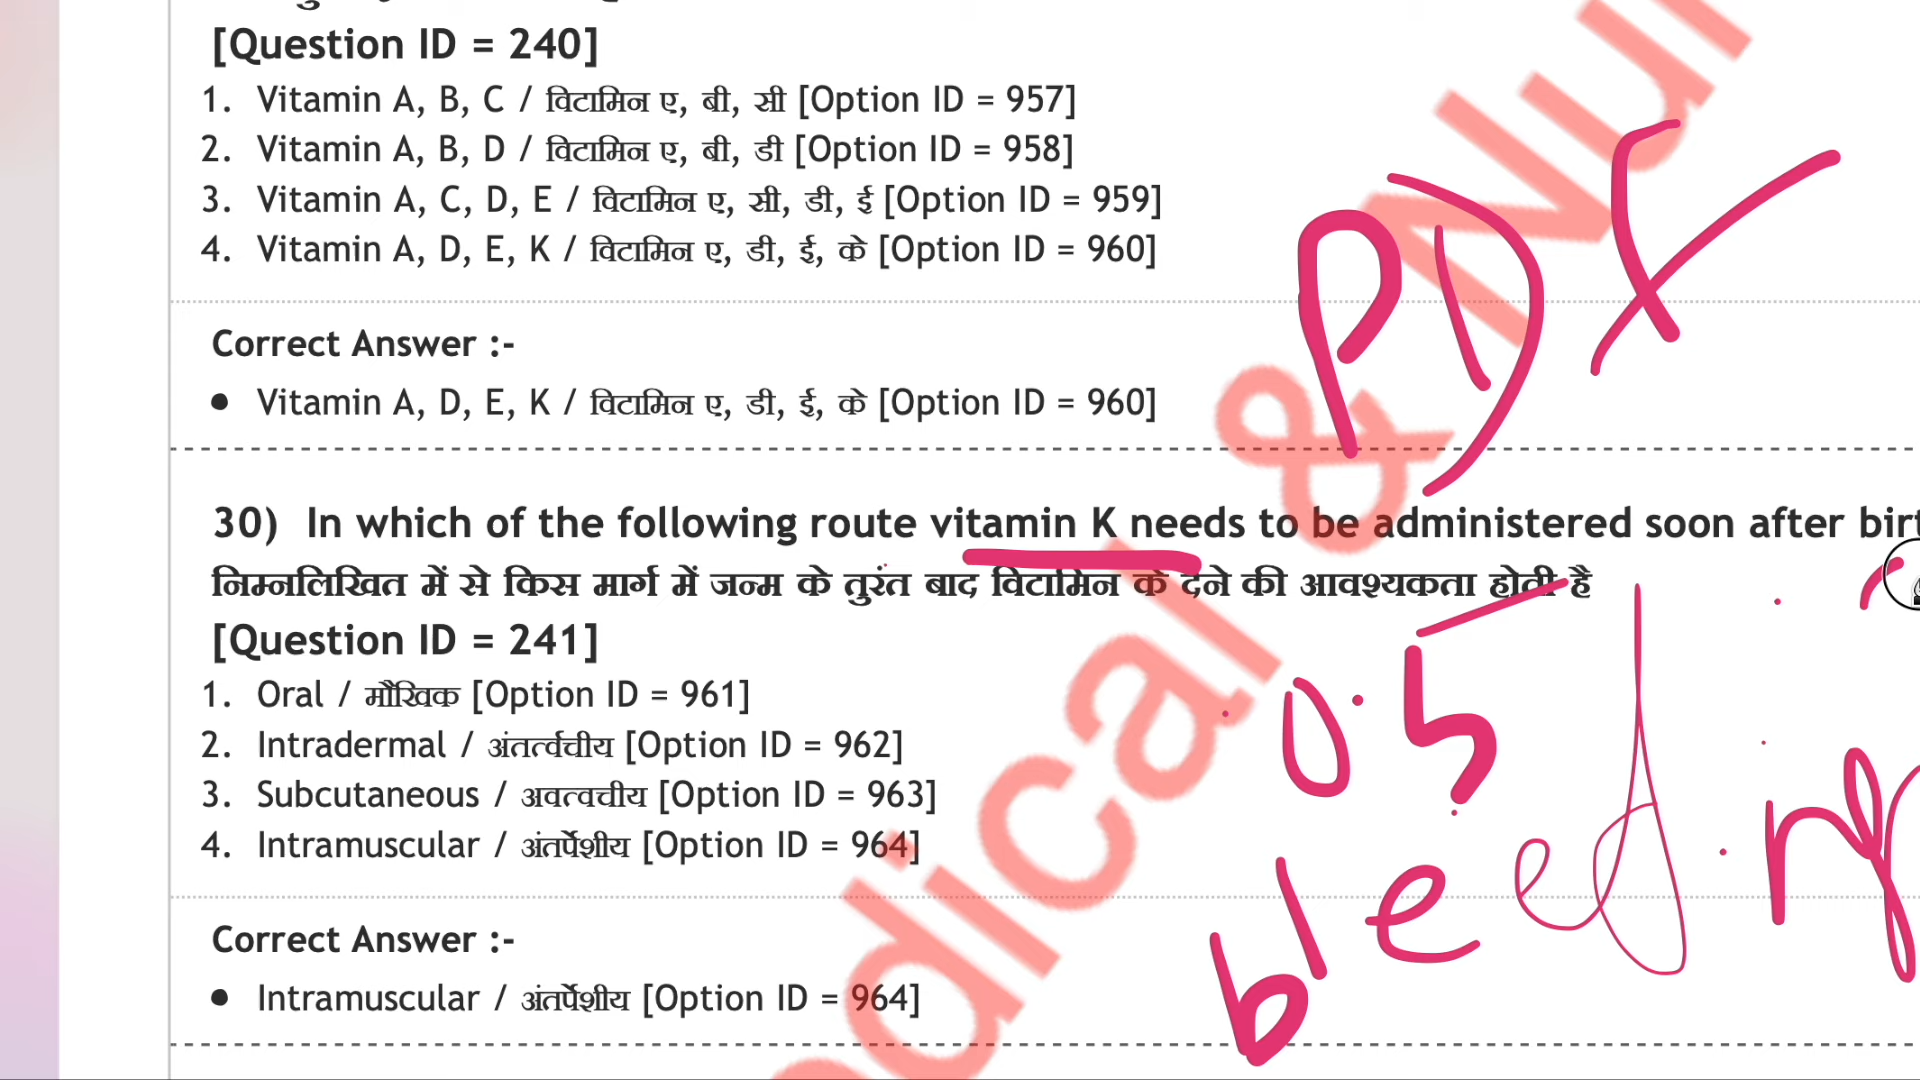 [Question ID = 240]
1. Vitamin A, B, C / विटामिन ए, बी, सी [Option ID = 957]
2. Vitamin A, B, D / विटामिन ए, बी, डी [Option ID = 958]
3. Vitamin A, C, D, E / विटामिन ए, सी, डी, ई [Option ID = 959]
4. Vitamin A, D, E, K / विटामिन ए, डी, ई, के [Option ID = 960]
Correct Answer :-
• Vitamin A, D, E, K / विटामिन ए, डी, ई, के [Option ID = 960]
PDF
30) In which of the following route vitamin K needs to be administered soon after
निम्नलिखित में से किस मार्ग में जन्म के तुरंत बाद विटामिन के देने की आवश्यकता होती है
[Question ID = 241]
1. Oral / मौखिक [Option ID = 961]
2. Intradermal / अंतर्त्वचीय [Option ID = 962]
3. Subcutaneous / अवत्वचीय [Option ID = 963]
4. Intramuscular / अंतर्पेशीय [Option ID = 964]
0.5
Correct Answer :-
• Intramuscular / अंतर्पेशीय [Option ID = 964]
dical & Nu